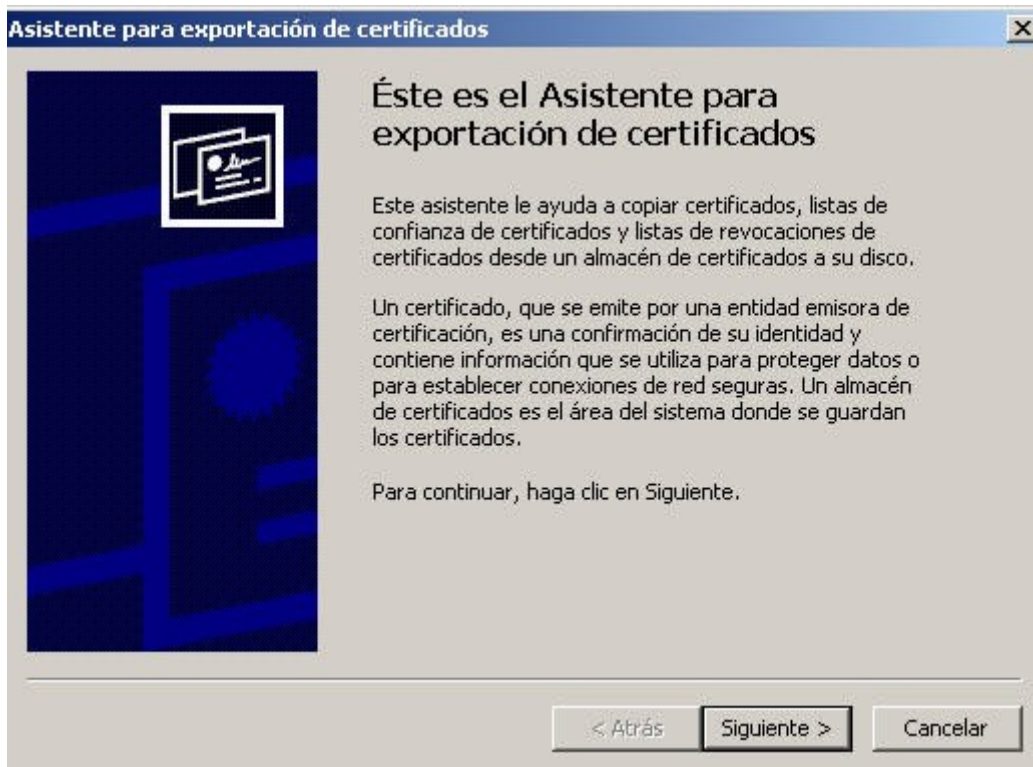 Asistente para exportación de certificados
Éste es el Asistente para
exportación de certificados
Este asistente le ayuda a copiar certificados, listas de
confianza de certificados y listas de revocaciones de
certificados desde un almacén de certificados a su disco.
Un certificado, que se emite por una entidad emisora de
certificación, es una confirmación de su identidad y
contiene información que se utiliza para proteger datos o
para establecer conexiones de red seguras. Un almacén
de certificados es el área del sistema donde se guardan
los certificados.
Para continuar, haga clic en Siguiente.
< Atrás Siguiente > Cancelar